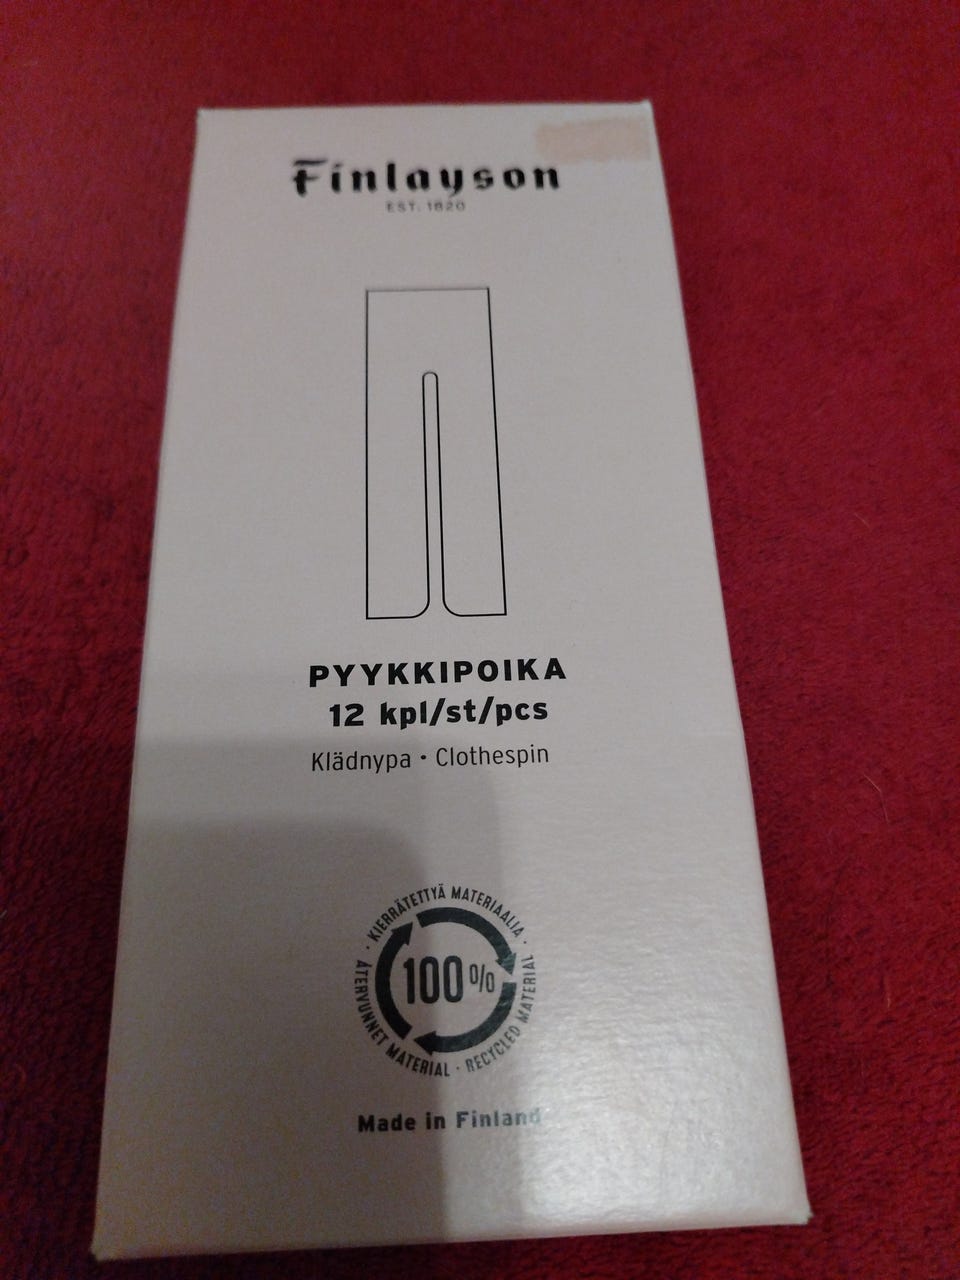 Finlayson
EST. 1820
PYYKKIPOIKA
12 kpl/st/pcs
Klädnypa • Clothespin
· KIERRÄTETTYÄ MATERIAALIA ·
RECYCLED MATERIAL ·
ÅTERVUNNET MATERIAL
100%
Made in Finland